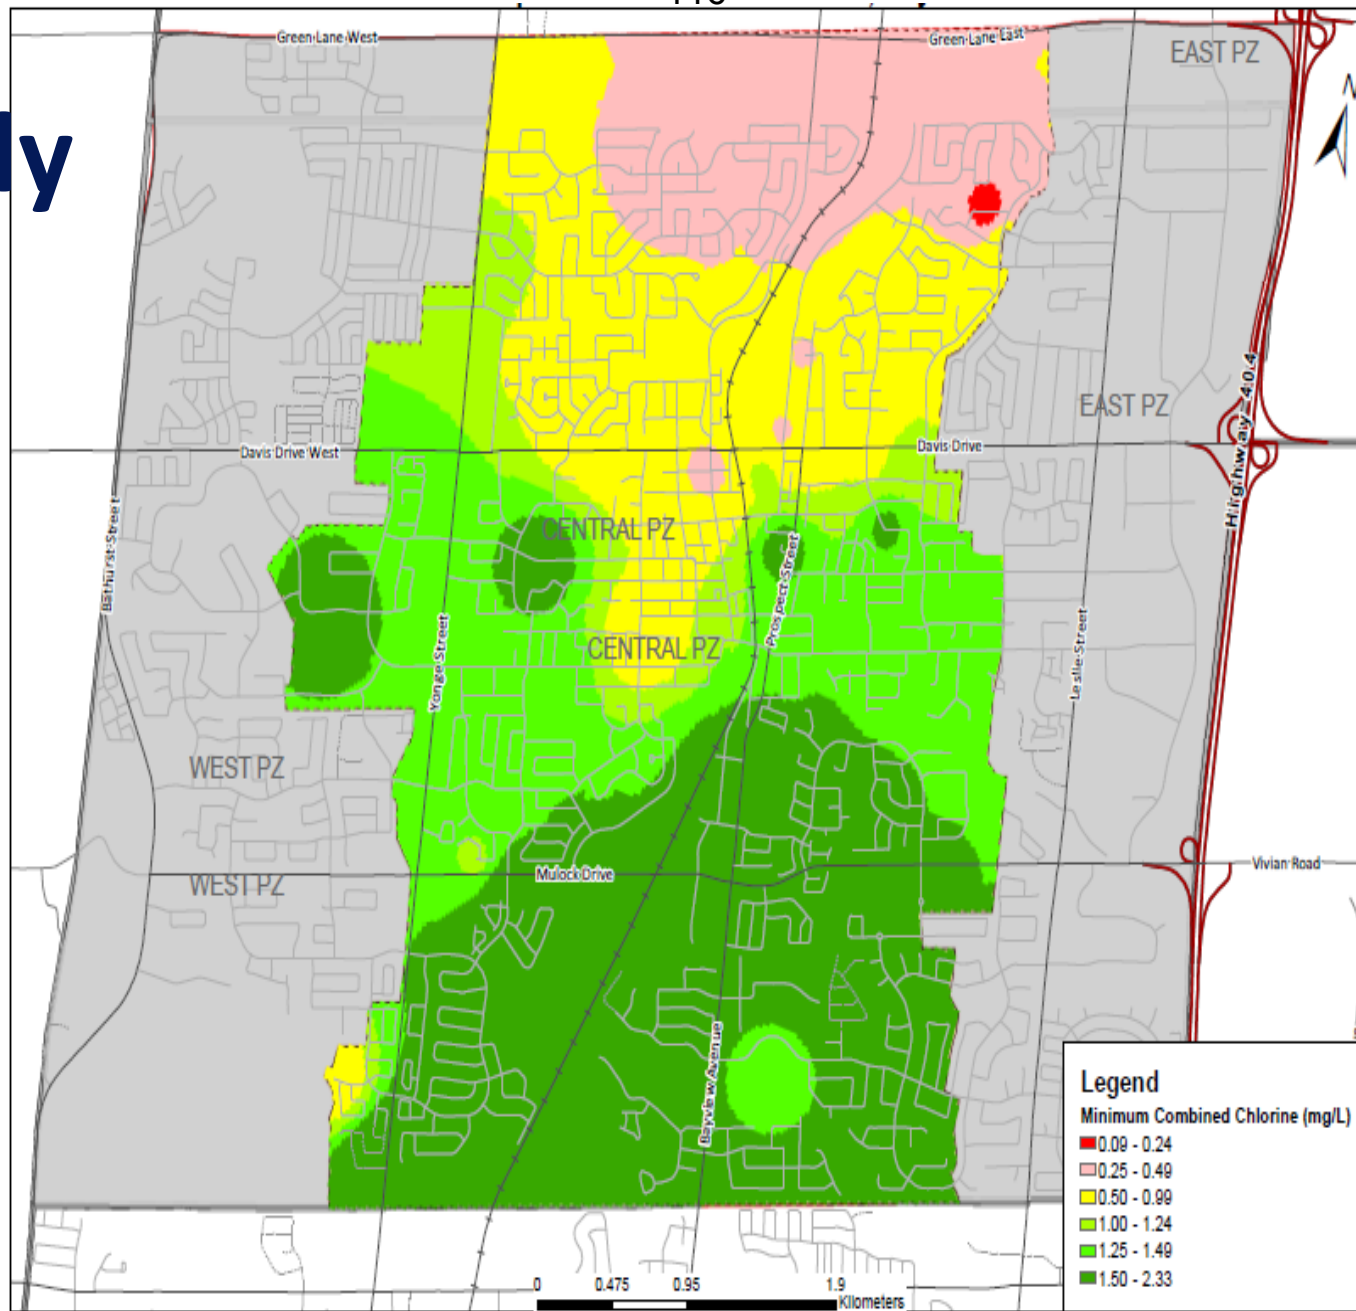 ly
Green Lane West
Green Lane East
EAST PZ
N
Highway 404
EAST PZ
Davis Drive West
Davis Drive
Bathurst Street
CENTRAL PZ
Prospect Street
CENTRAL PZ
Yonge Street
Leslie Street
WEST PZ
Mulock Drive
Vivian Road
WEST PZ
Bayview Avenue
Legend
Minimum Combined Chlorine (mg/L)
0.09 - 0.24
0.25 - 0.49
0.50 - 0.99
1.00 - 1.24
1.25 - 1.49
1.50 - 2.33
0 0.475 0.95 1.9
Kilometers